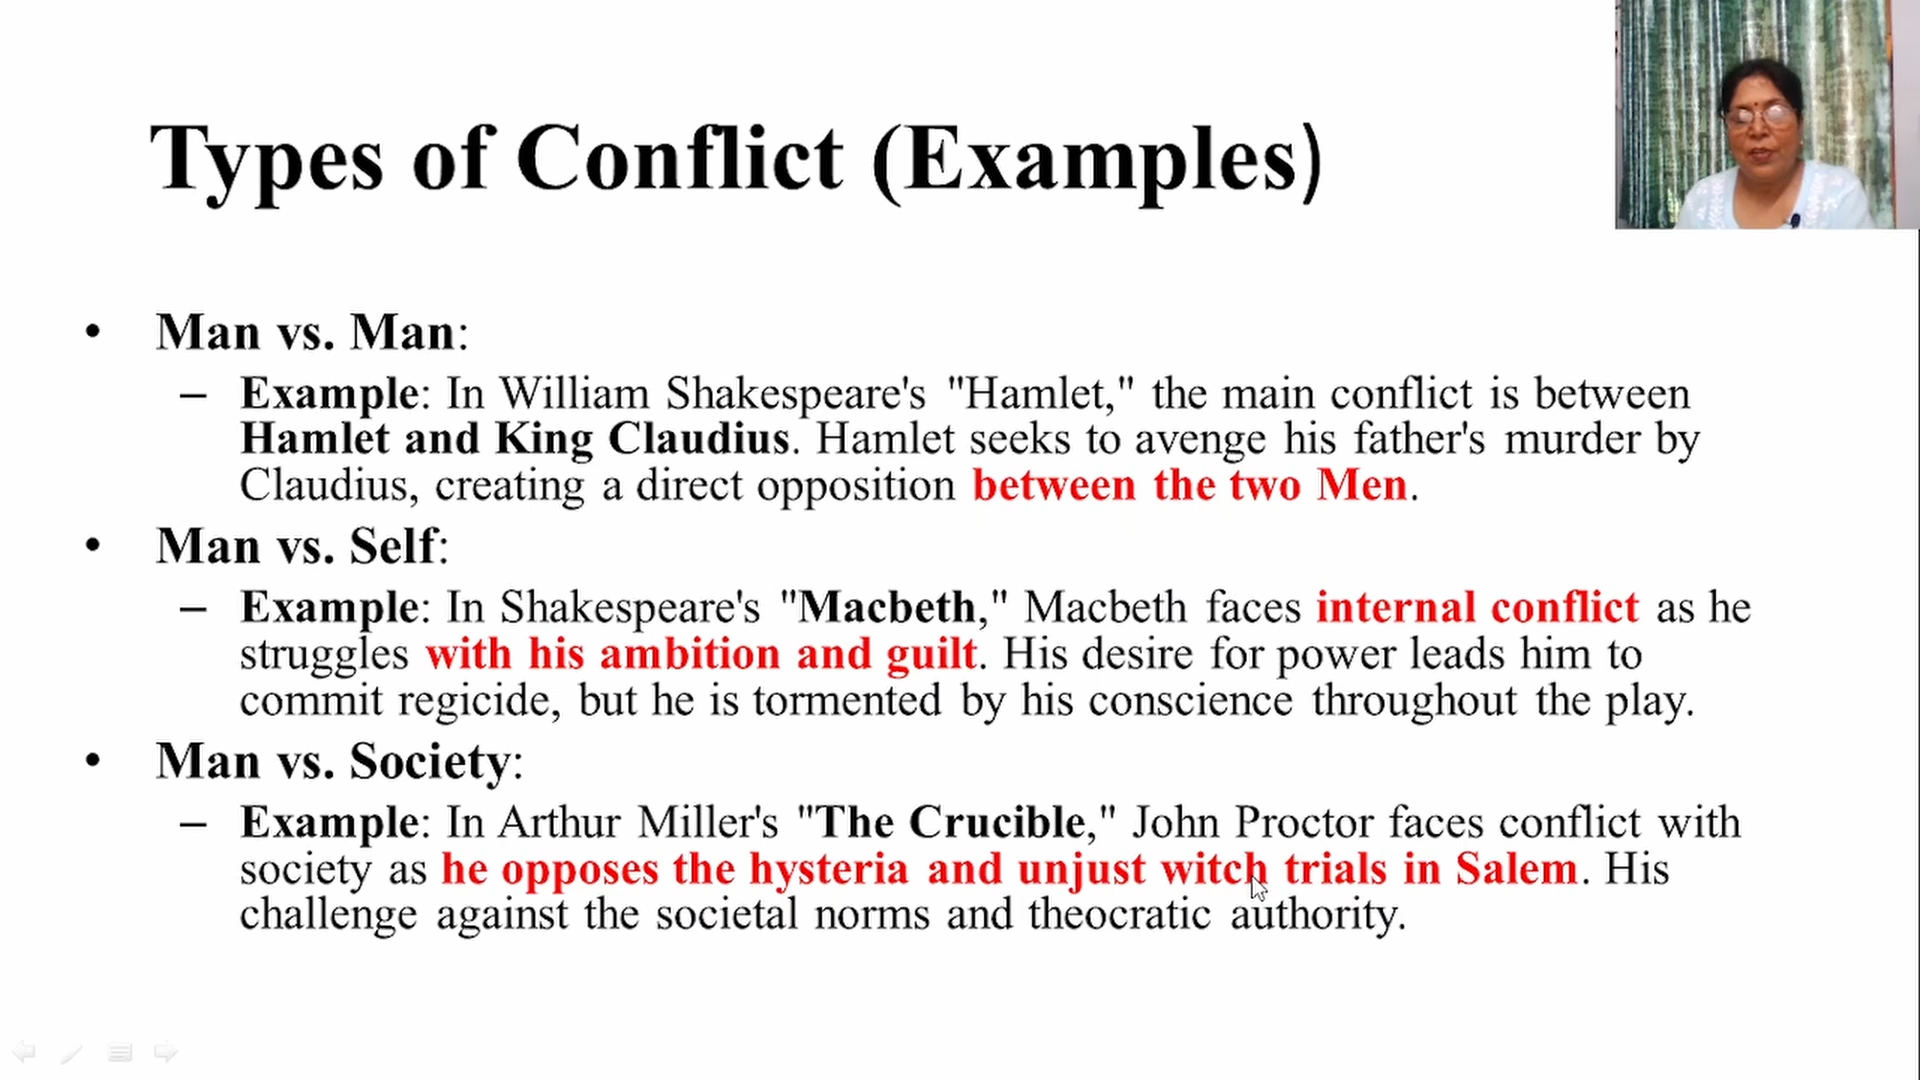 Types of Conflict (Examples)
• Man vs. Man:
– Example: In William Shakespeare's "Hamlet," the main conflict is between
Hamlet and King Claudius. Hamlet seeks to avenge his father's murder by
Claudius, creating a direct opposition between the two Men.
• Man vs. Self:
– Example: In Shakespeare's "Macbeth," Macbeth faces internal conflict as he
struggles with his ambition and guilt. His desire for power leads him to
commit regicide, but he is tormented by his conscience throughout the play.
• Man vs. Society:
– Example: In Arthur Miller's "The Crucible," John Proctor faces conflict with
society as he opposes the hysteria and unjust witch trials in Salem. His
challenge against the societal norms and theocratic authority.